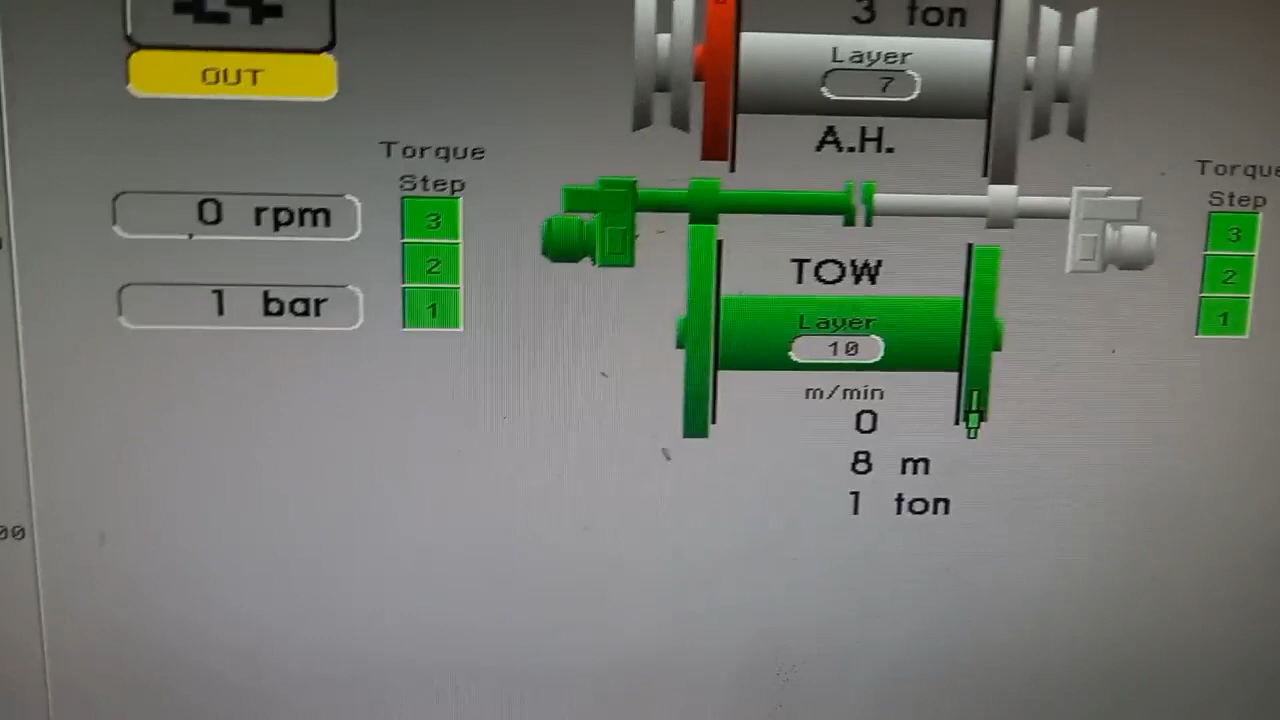 3 ton
Layer
7
A.H.
OUT
Torque
Step
3
2
1
0 rpm
1 bar
TOW
Layer
10
m/min
0
8 m
1 ton
Step
3
2
1
00